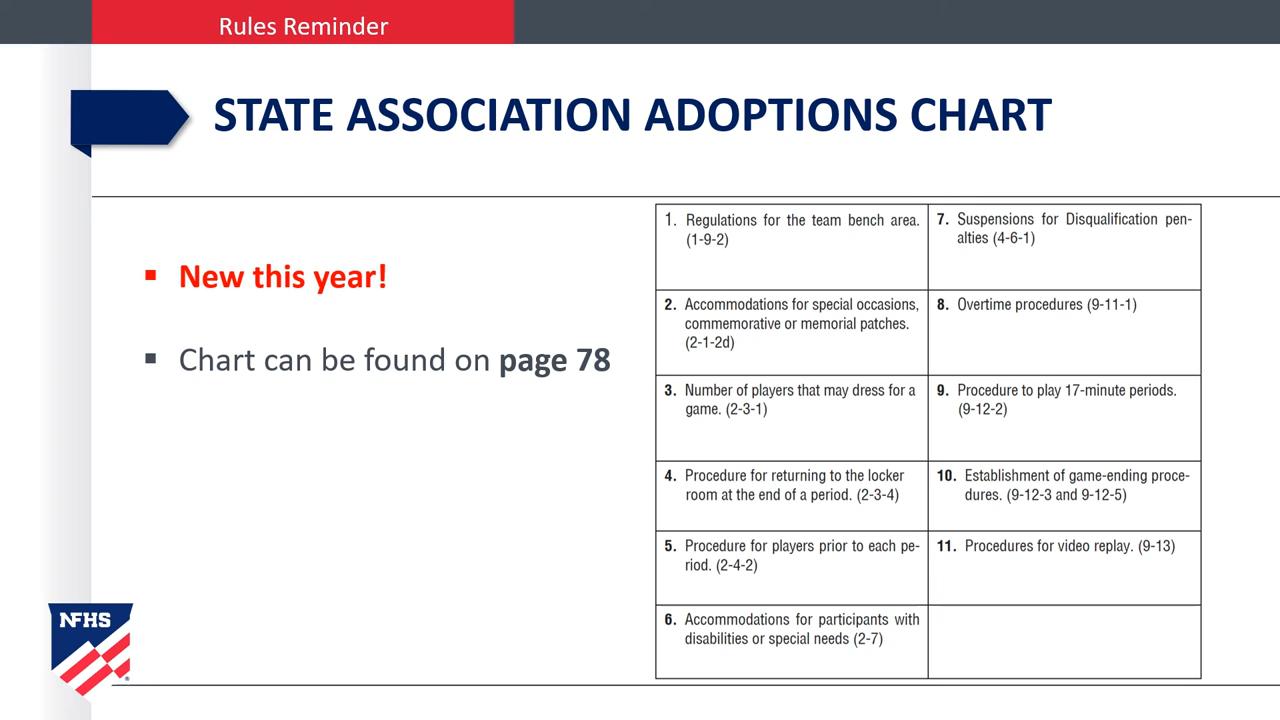 Rules Reminder
STATE ASSOCIATION ADOPTIONS CHART
▪ New this year!
▪ Chart can be found on page 78
1. Regulations for the team bench area.
(1-9-2)
2. Accommodations for special occasions,
commemorative or memorial patches.
(2-1-2d)
3. Number of players that may dress for a
game. (2-3-1)
4. Procedure for returning to the locker
room at the end of a period. (2-3-4)
5. Procedure for players prior to each pe-
riod. (2-4-2)
6. Accommodations for participants with
disabilities or special needs (2-7)
7. Suspensions for Disqualification pen-
alties (4-6-1)
8. Overtime procedures (9-11-1)
9. Procedure to play 17-minute periods.
(9-12-2)
10. Establishment of game-ending proce-
dures. (9-12-3 and 9-12-5)
11. Procedures for video replay. (9-13)
NFHS
®